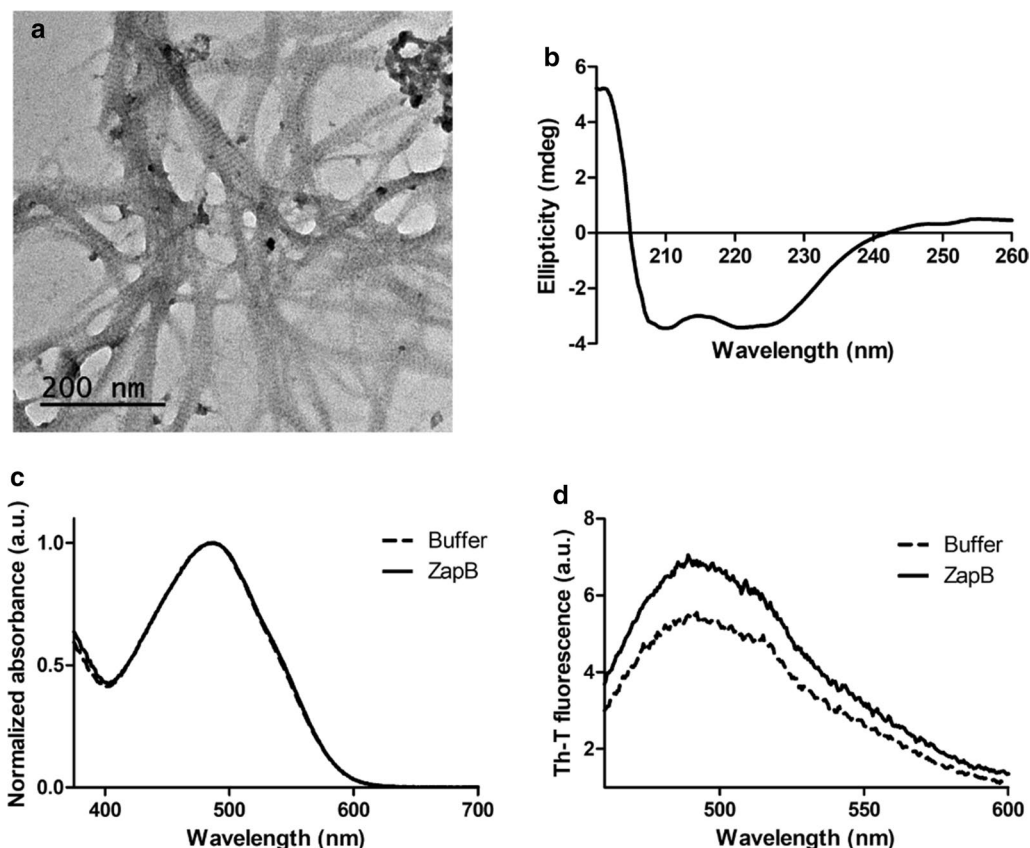 a
200 nm
b
Ellipticity (mdeg)
6
4
2
0
-2
-4
210 220 230 240 250 260
Wavelength (nm)
c
Normalized absorbance (a.u.)
1.0
0.5
0.0
400 500 600 700
Wavelength (nm)
Buffer
ZapB
d
Th-T fluorescence (a.u.)
8
6
4
2
500 550 600
Wavelength (nm)
Buffer
ZapB